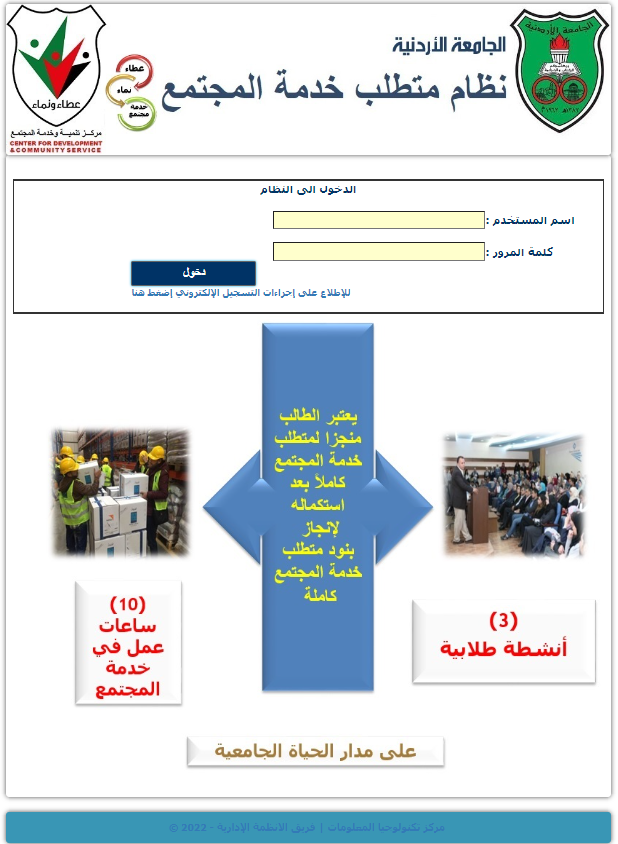 الجامعة الأردنية
نظام متطلب خدمة المجتمع
عطاء
نماء
خدمة
مجتمع
عطاء ونماء
مركز تنمية وخدمة المجتمع
CENTER FOR DEVELOPMENT
& COMMUNITY SERVICE
الجامعة الأردنية
الدخول الى النظام
اسم المستخدم :
كلمة المرور :
دخول
للإطلاع على إجراءات التسجيل الإلكتروني إضغط هنا
يعتبر الطالب
منجزا لمتطلب
خدمة المجتمع
كاملاً بعد
استكماله
لإنجاز
بنود متطلب
خدمة المجتمع
كاملة
(3)
أنشطة طلابية
(10)
ساعات
عمل في
خدمة
المجتمع
على مدار الحياة الجامعية
مركز تكنولوجيا المعلومات | فريق الأنظمة الإدارية - 2022 ©